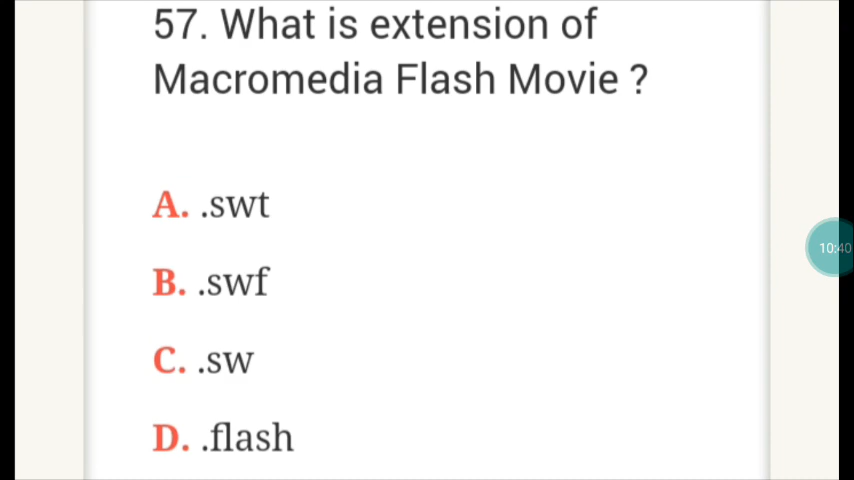 57. What is extension of
Macromedia Flash Movie ?
A. .swt
B. .swf
10:40
C. .sw
D. .flash